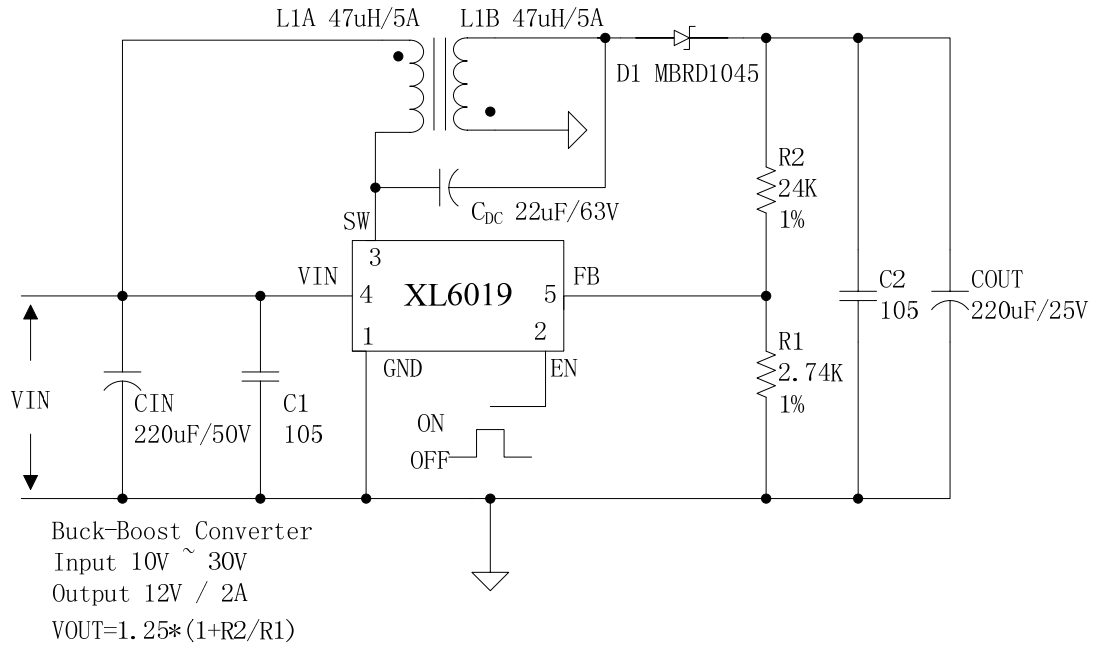 L1A 47uH/5A
L1B 47uH/5A
D1 MBRD1045
R2
24K
1%
CDC 22uF/63V
SW
3
VIN
4
XL6019
5
FB
1
2
GND
EN
C2
105
COUT
220uF/25V
R1
2.74K
1%
VIN
CIN
220uF/50V
C1
105
ON
OFF
Buck-Boost Converter
Input 10V ~ 30V
Output 12V / 2A
VOUT=1.25*(1+R2/R1)